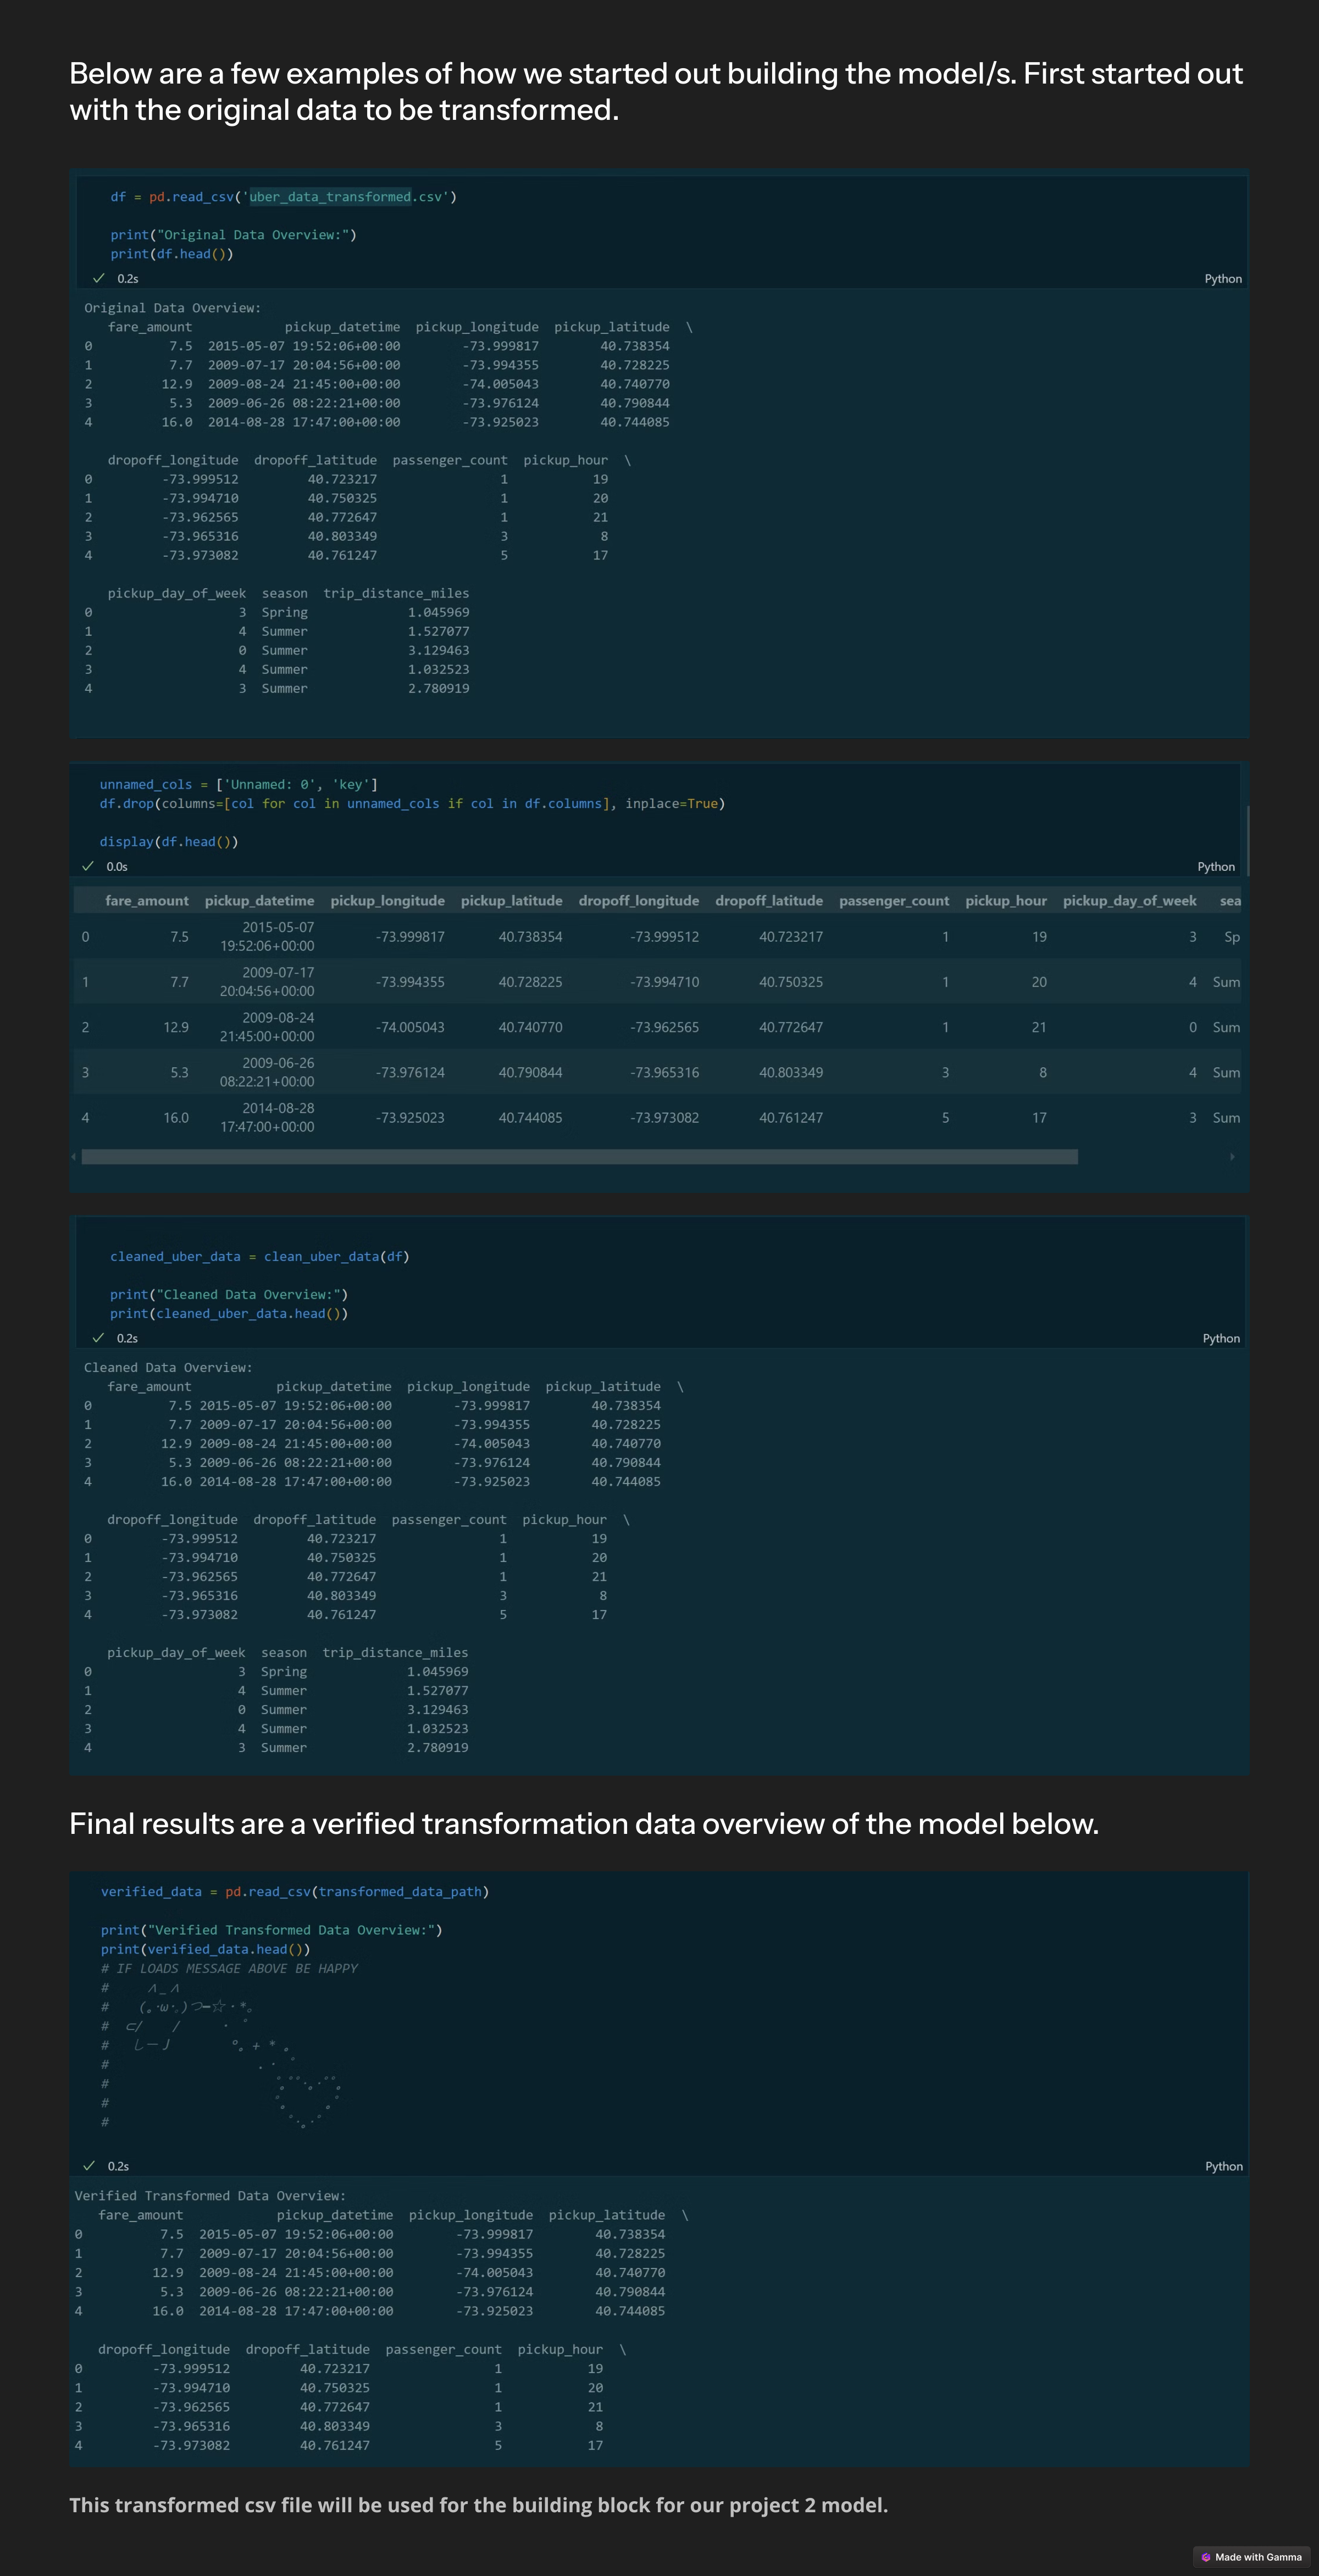 Below are a few examples of how we started out building the model/s. First started out
with the original data to be transformed.
df = pd.read_csv('uber_data_transformed.csv')
print("Original Data Overview:")
print(df.head())
✓ 0.2s Python
Original Data Overview:
fare_amount pickup_datetime pickup_longitude pickup_latitude \
0 7.5 2015-05-07 19:52:06+00:00 -73.999817 40.738354
1 7.7 2009-07-17 20:04:56+00:00 -73.994355 40.728225
2 12.9 2009-08-24 21:45:00+00:00 -74.005043 40.740770
3 5.3 2009-06-26 08:22:21+00:00 -73.976124 40.790844
4 16.0 2014-08-28 17:47:00+00:00 -73.925023 40.744085
dropoff_longitude dropoff_latitude passenger_count pickup_hour \
0 -73.999512 40.723217 1 19
1 -73.994710 40.750325 1 20
2 -73.962565 40.772647 1 21
3 -73.965316 40.803349 3 8
4 -73.973082 40.761247 5 17
pickup_day_of_week season trip_distance_miles
0 3 Spring 1.045969
1 4 Summer 1.527077
2 0 Summer 3.129463
3 4 Summer 1.032523
4 3 Summer 2.780919
unnamed_cols = ['Unnamed: 0', 'key']
df.drop(columns=[col for col in unnamed_cols if col in df.columns], inplace=True)
display(df.head())
✓ 0.0s Python
fare_amount pickup_datetime pickup_longitude pickup_latitude dropoff_longitude dropoff_latitude passenger_count pickup_hour pickup_day_of_week sea
0 7.5 2015-05-07 19:52:06+00:00 -73.999817 40.738354 -73.999512 40.723217 1 19 3 Sp
1 7.7 2009-07-17 20:04:56+00:00 -73.994355 40.728225 -73.994710 40.750325 1 20 4 Sum
2 12.9 2009-08-24 21:45:00+00:00 -74.005043 40.740770 -73.962565 40.772647 1 21 0 Sum
3 5.3 2009-06-26 08:22:21+00:00 -73.976124 40.790844 -73.965316 40.803349 3 8 4 Sum
4 16.0 2014-08-28 17:47:00+00:00 -73.925023 40.744085 -73.973082 40.761247 5 17 3 Sum
cleaned_uber_data = clean_uber_data(df)
print("Cleaned Data Overview:")
print(cleaned_uber_data.head())
✓ 0.2s Python
Cleaned Data Overview:
fare_amount pickup_datetime pickup_longitude pickup_latitude \
0 7.5 2015-05-07 19:52:06+00:00 -73.999817 40.738354
1 7.7 2009-07-17 20:04:56+00:00 -73.994355 40.728225
2 12.9 2009-08-24 21:45:00+00:00 -74.005043 40.740770
3 5.3 2009-06-26 08:22:21+00:00 -73.976124 40.790844
4 16.0 2014-08-28 17:47:00+00:00 -73.925023 40.744085
dropoff_longitude dropoff_latitude passenger_count pickup_hour \
0 -73.999512 40.723217 1 19
1 -73.994710 40.750325 1 20
2 -73.962565 40.772647 1 21
3 -73.965316 40.803349 3 8
4 -73.973082 40.761247 5 17
pickup_day_of_week season trip_distance_miles
0 3 Spring 1.045969
1 4 Summer 1.527077
2 0 Summer 3.129463
3 4 Summer 1.032523
4 3 Summer 2.780919
Final results are a verified transformation data overview of the model below.
verified_data = pd.read_csv(transformed_data_path)
print("Verified Transformed Data Overview:")
print(verified_data.head())
# IF LOADS MESSAGE ABOVE BE HAPPY
# ∧_∧
# (｡·ω·｡)つ━☆・*。
# ⊂/ / ・゜
# しーＪ °。+ * 。
# .・゜
# ゜｡ﾟﾟ･｡･ﾟﾟ｡
# ﾟ｡ ｡ﾟ
# ﾟ･｡･ﾟ
✓ 0.2s Python
Verified Transformed Data Overview:
fare_amount pickup_datetime pickup_longitude pickup_latitude \
0 7.5 2015-05-07 19:52:06+00:00 -73.999817 40.738354
1 7.7 2009-07-17 20:04:56+00:00 -73.994355 40.728225
2 12.9 2009-08-24 21:45:00+00:00 -74.005043 40.740770
3 5.3 2009-06-26 08:22:21+00:00 -73.976124 40.790844
4 16.0 2014-08-28 17:47:00+00:00 -73.925023 40.744085
dropoff_longitude dropoff_latitude passenger_count pickup_hour \
0 -73.999512 40.723217 1 19
1 -73.994710 40.750325 1 20
2 -73.962565 40.772647 1 21
3 -73.965316 40.803349 3 8
4 -73.973082 40.761247 5 17
This transformed csv file will be used for the building block for our project 2 model.
Made with Gamma